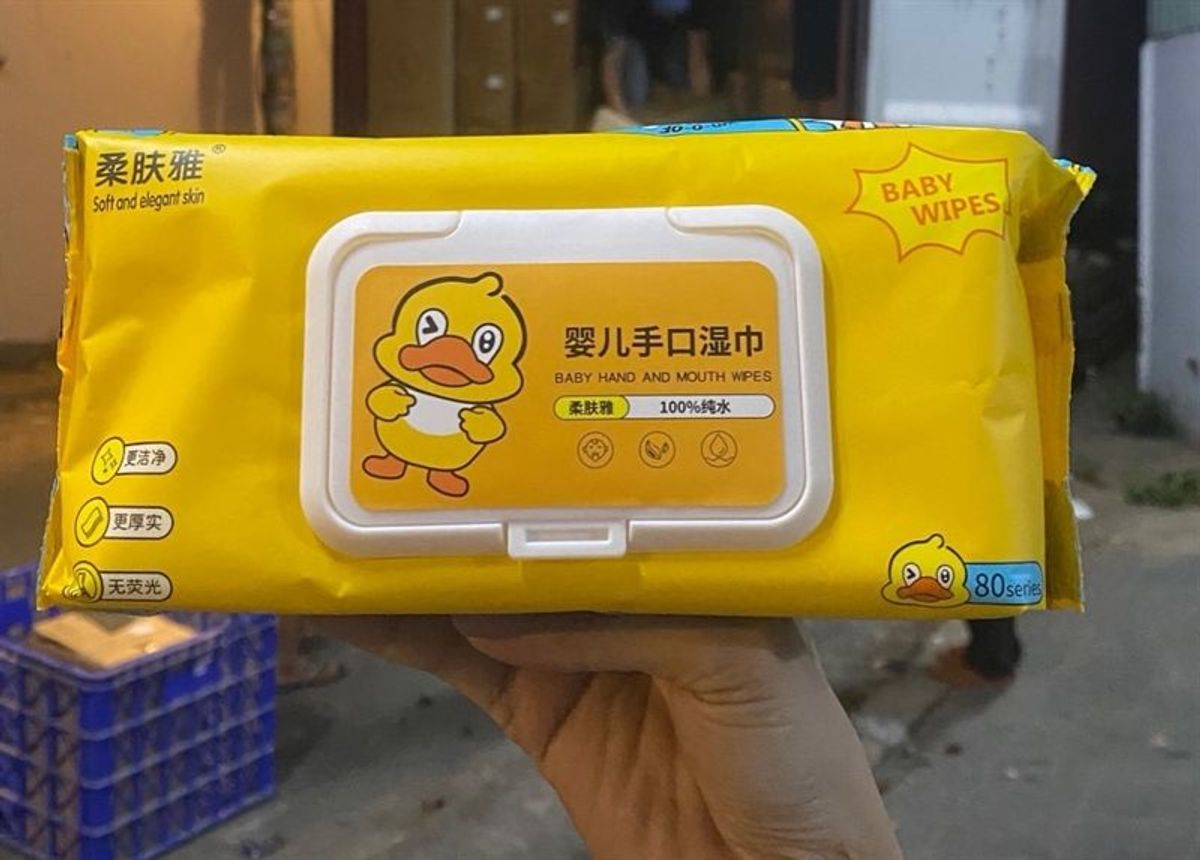 柔肤雅®
Soft and elegant skin
BABY
WIPES
婴儿手口湿巾
BABY HAND AND MOUTH WIPES
柔肤雅 100%纯水
更洁净
更厚实
无荧光
80series